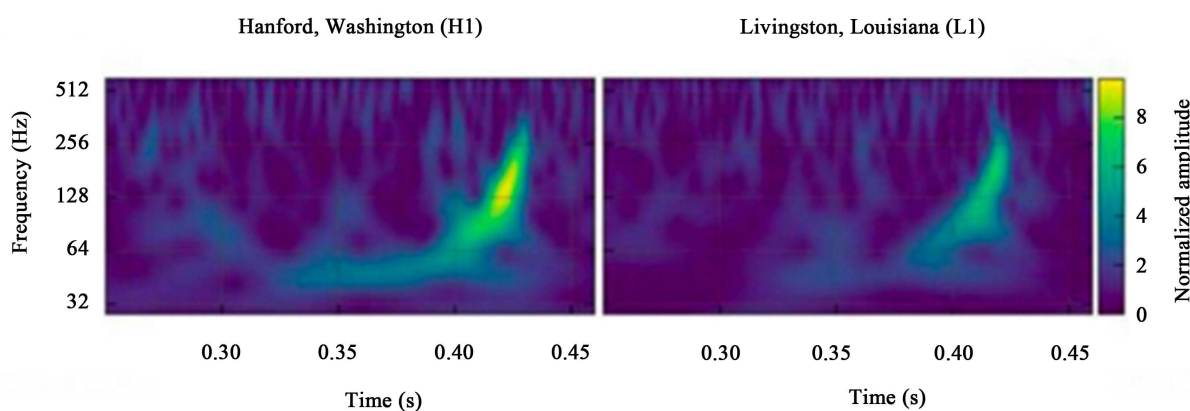 Hanford, Washington (H1)
Livingston, Louisiana (L1)
Frequency (Hz)
512
256
128
64
32
0.30 0.35 0.40 0.45
Time (s)
0.30 0.35 0.40 0.45
Time (s)
8
6
4
2
0
Normalized amplitude